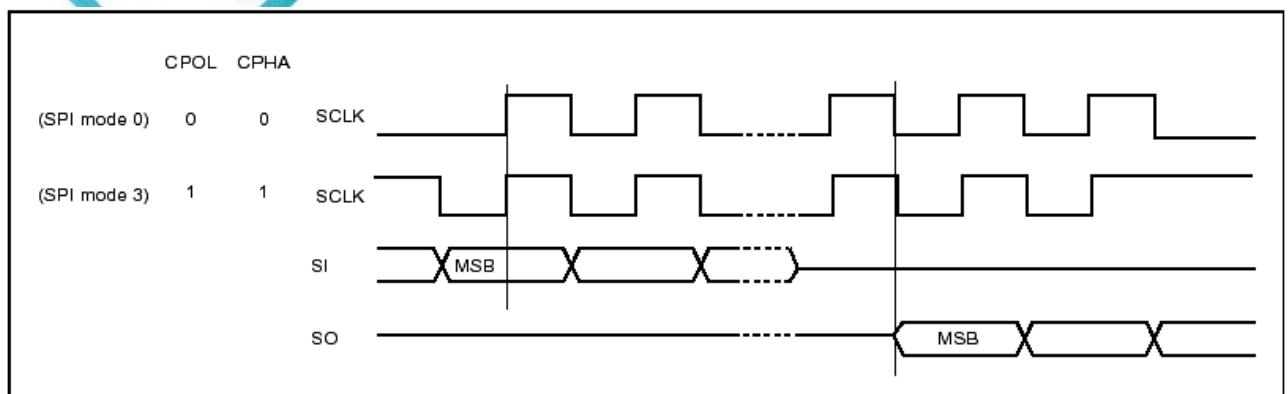 CPOL CPHA
(SPI mode 0) 0 0 SCLK
(SPI mode 3) 1 1 SCLK
SI MSB
SO MSB